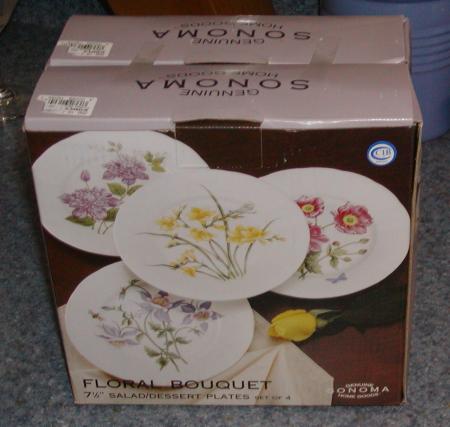 GENUINE
SONOMA
HOME GOODS
GENUINE
SONOMA
HOME GOODS
CIB
FLORAL BOUQUET
7½" SALAD/DESSERT PLATES SET OF 4
GENUINE
SONOMA
HOME GOODS